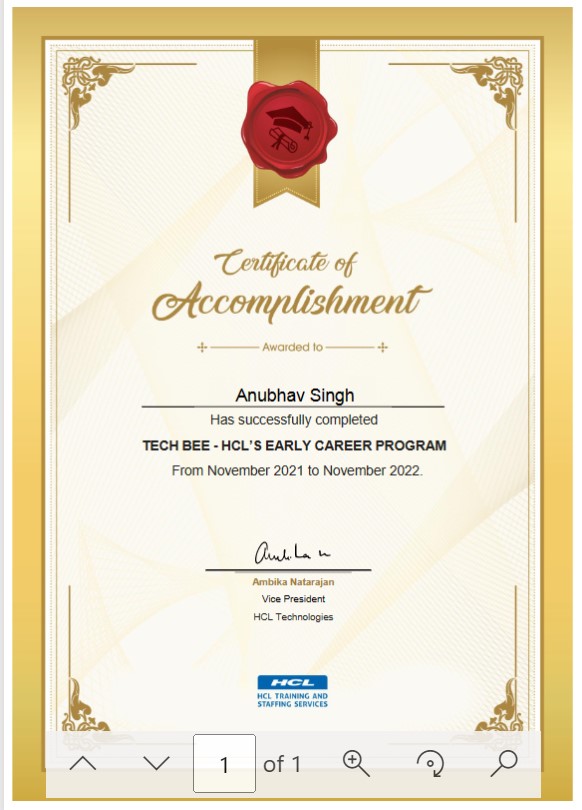 Certificate of
Accomplishment
Awarded to
Anubhav Singh
Has successfully completed
TECH BEE - HCL'S EARLY CAREER PROGRAM
From November 2021 to November 2022.
Ambika Natarajan
Vice President
HCL Technologies
HCL
HCL TRAINING AND
STAFFING SERVICES
1 of 1